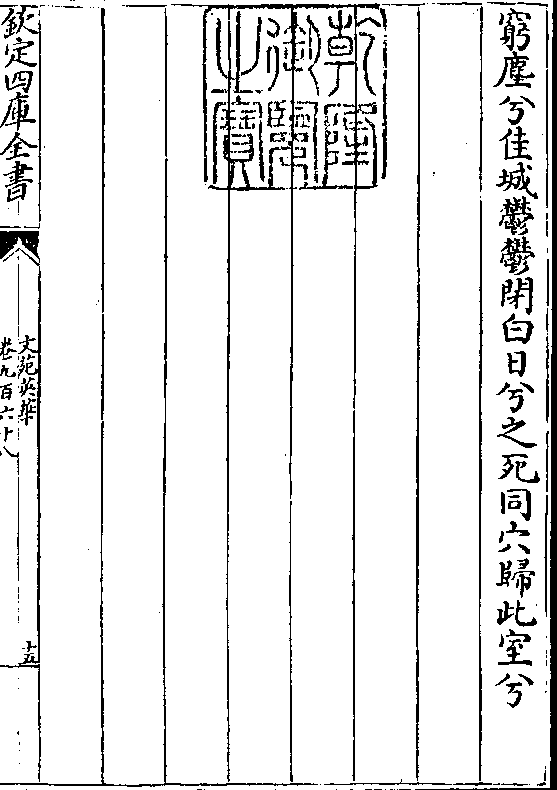 窮塵兮佳城鬱鬱閉白日兮之死同穴歸此室兮
乾隆御覽之寶
欽定四庫全書
文苑英華
卷九百六十八
十五